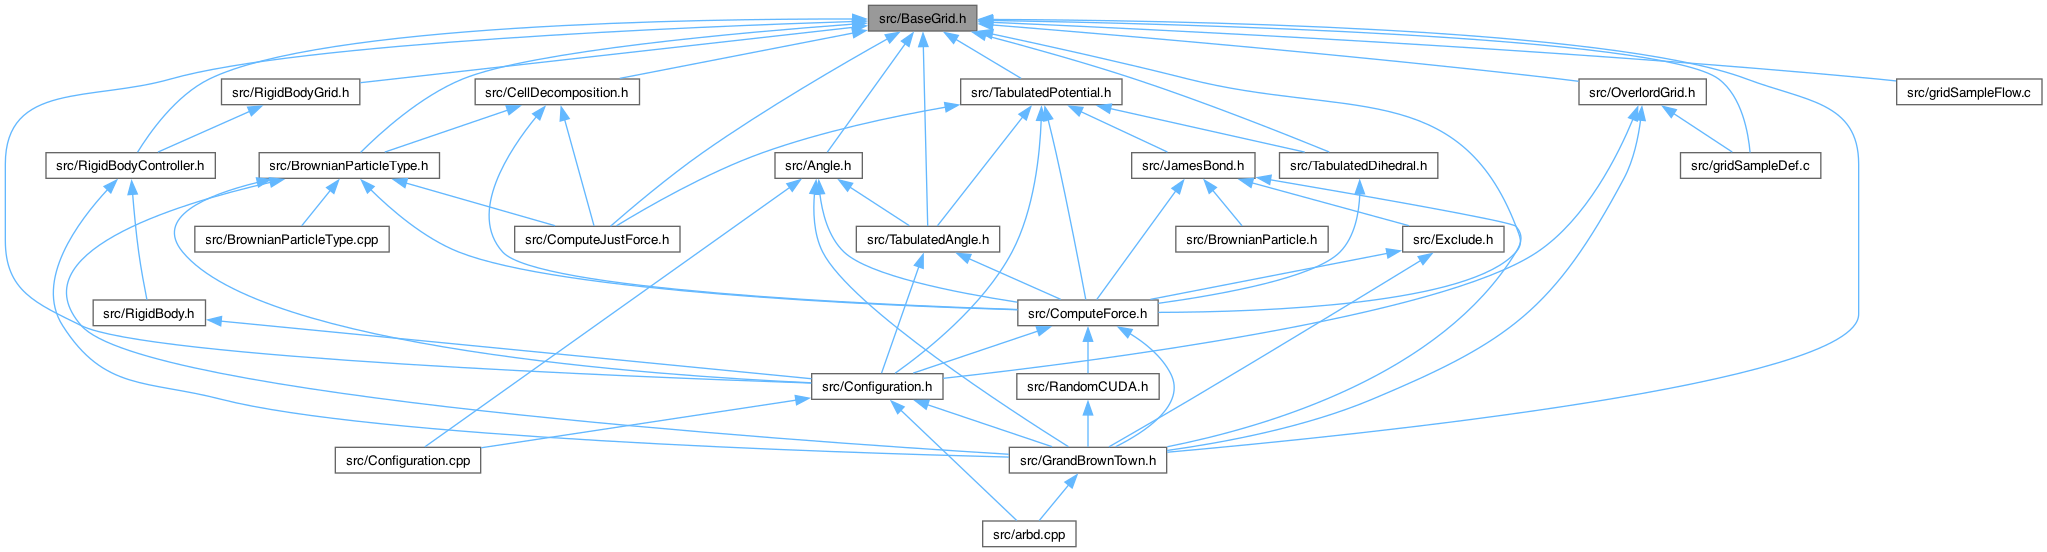 src/BaseGrid.h
src/RigidBodyGrid.h
src/CellDecomposition.h
src/TabulatedPotential.h
src/OverlordGrid.h
src/gridSampleFlow.c
src/RigidBodyController.h
src/BrownianParticleType.h
src/Angle.h
src/JamesBond.h
src/TabulatedDihedral.h
src/gridSampleDef.c
src/BrownianParticleType.cpp
src/ComputeJustForce.h
src/TabulatedAngle.h
src/BrownianParticle.h
src/Exclude.h
src/RigidBody.h
src/ComputeForce.h
src/Configuration.h
src/RandomCUDA.h
src/Configuration.cpp
src/GrandBrownTown.h
src/arbd.cpp